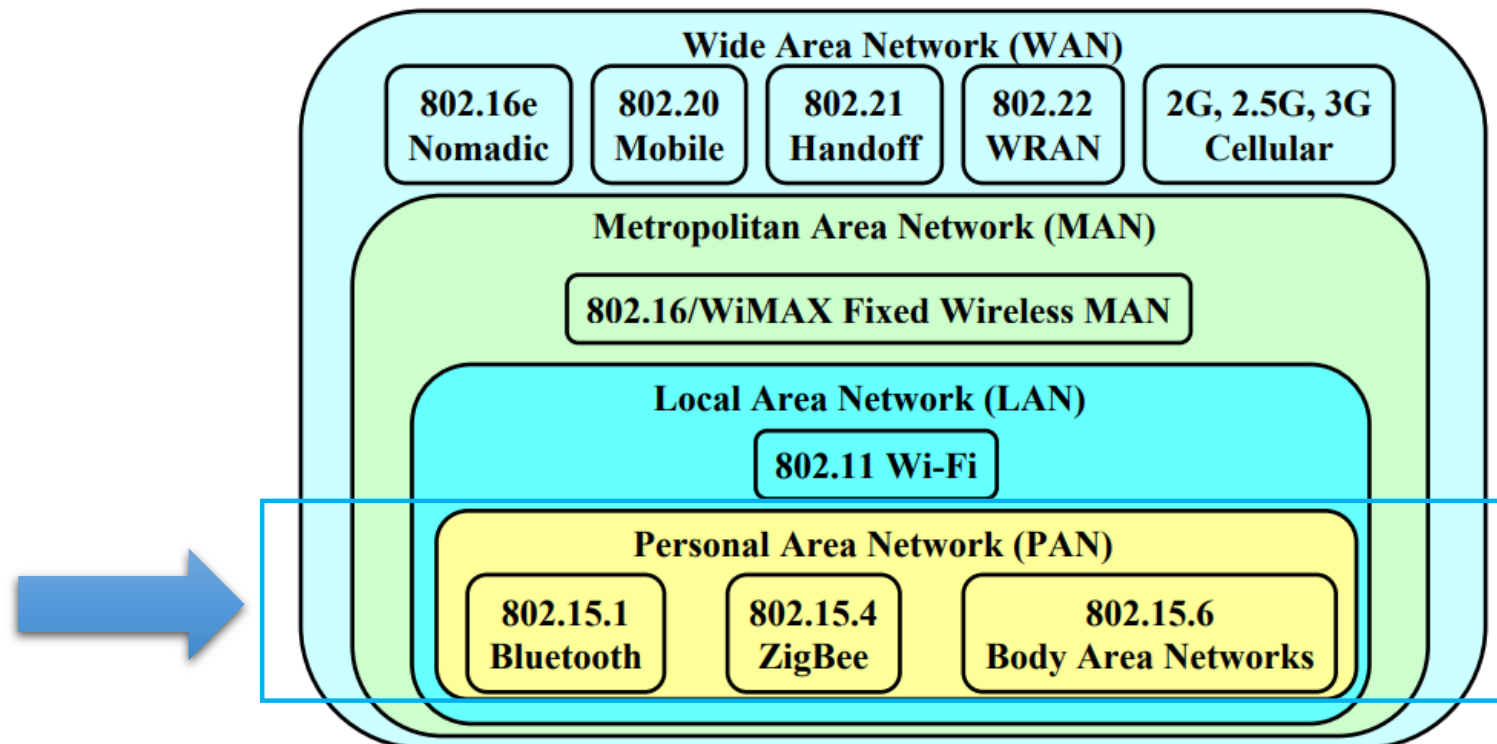 Wide Area Network (WAN)
802.16e
Nomadic
802.20
Mobile
802.21
Handoff
802.22
WRAN
2G, 2.5G, 3G
Cellular
Metropolitan Area Network (MAN)
802.16/WiMAX Fixed Wireless MAN
Local Area Network (LAN)
802.11 Wi-Fi
Personal Area Network (PAN)
802.15.1
Bluetooth
802.15.4
ZigBee
802.15.6
Body Area Networks